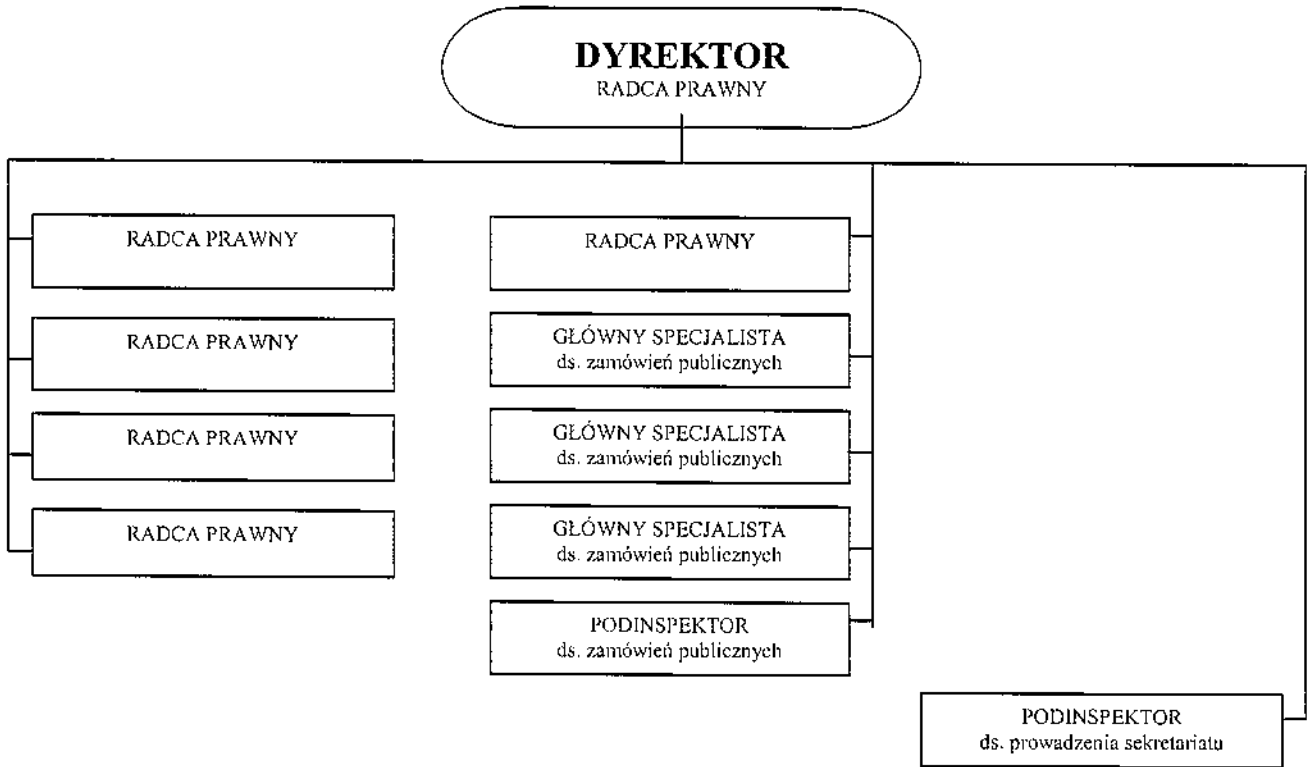 DYREKTOR
RADCA PRAWNY
RADCA PRAWNY
RADCA PRAWNY
RADCA PRAWNY
RADCA PRAWNY
RADCA PRAWNY
GŁÓWNY SPECJALISTA
ds. zamówień publicznych
GŁÓWNY SPECJALISTA
ds. zamówień publicznych
GŁÓWNY SPECJALISTA
ds. zamówień publicznych
PODINSPEKTOR
ds. zamówień publicznych
PODINSPEKTOR
ds. prowadzenia sekretariatu